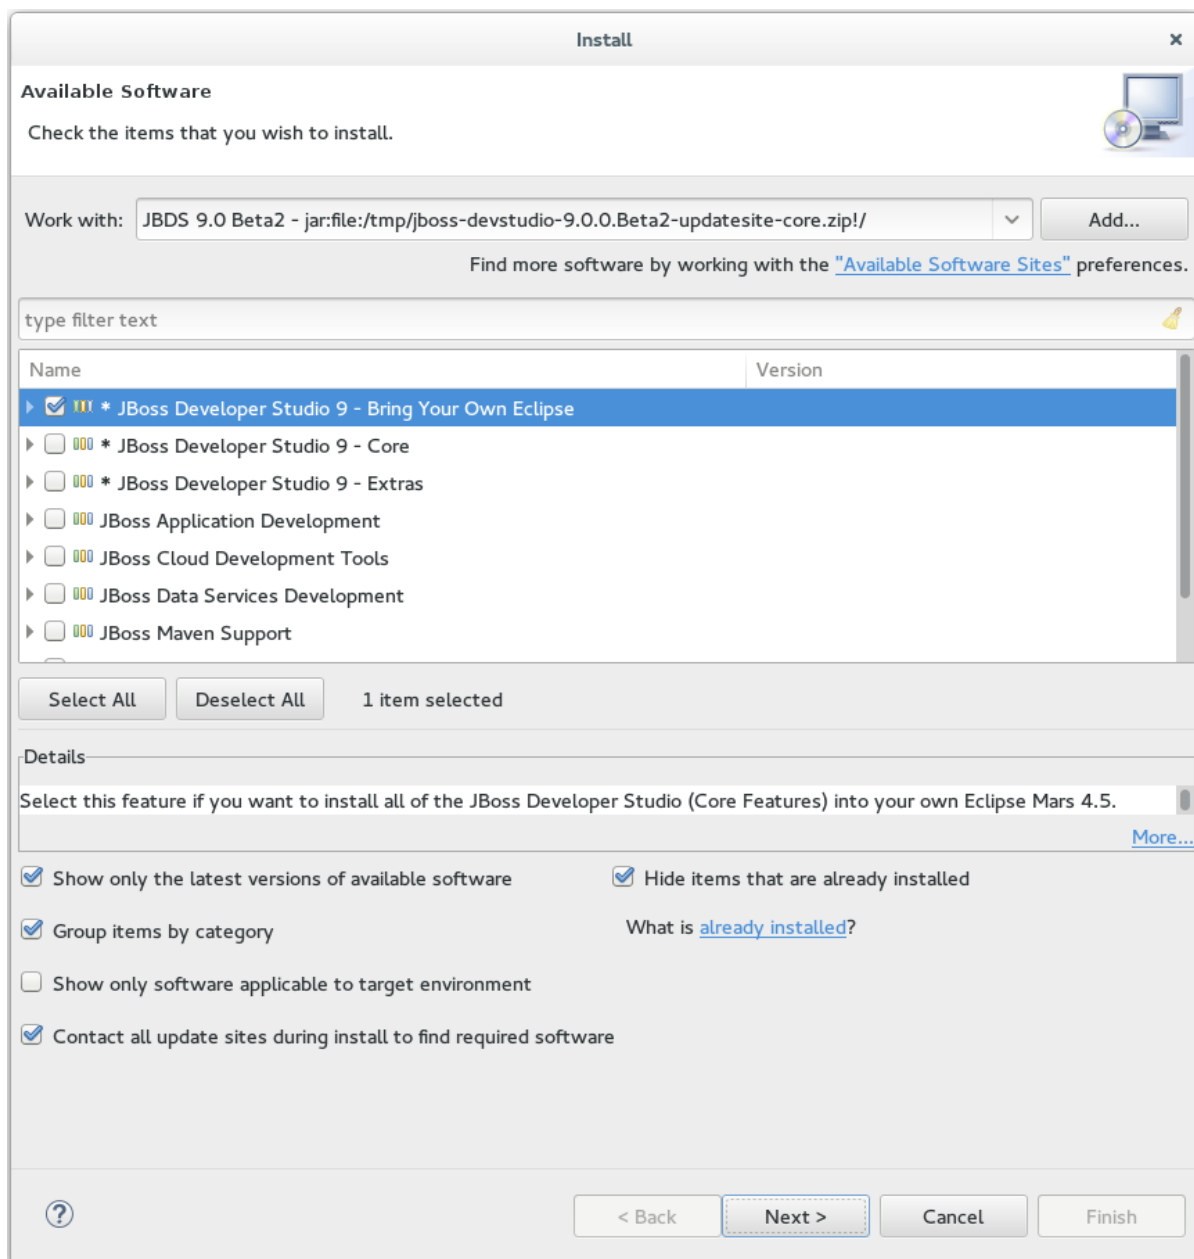 Install
Available Software
Check the items that you wish to install.
Work with: JBDS 9.0 Beta2 - jar:file:/tmp/jboss-devstudio-9.0.0.Beta2-updatesite-core.zip!/ Add...
Find more software by working with the "Available Software Sites" preferences.
type filter text
Name Version
* JBoss Developer Studio 9 - Bring Your Own Eclipse
* JBoss Developer Studio 9 - Core
* JBoss Developer Studio 9 - Extras
JBoss Application Development
JBoss Cloud Development Tools
JBoss Data Services Development
JBoss Maven Support
Select All Deselect All 1 item selected
Details
Select this feature if you want to install all of the JBoss Developer Studio (Core Features) into your own Eclipse Mars 4.5.
More...
Show only the latest versions of available software Hide items that are already installed
Group items by category What is already installed?
Show only software applicable to target environment
Contact all update sites during install to find required software
? < Back Next > Cancel Finish